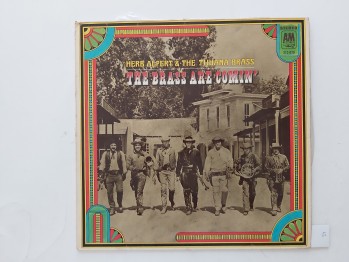 HERB ALPERT & THE TIJUANA BRASS
"THE BRASS ARE COMIN'"
A&M